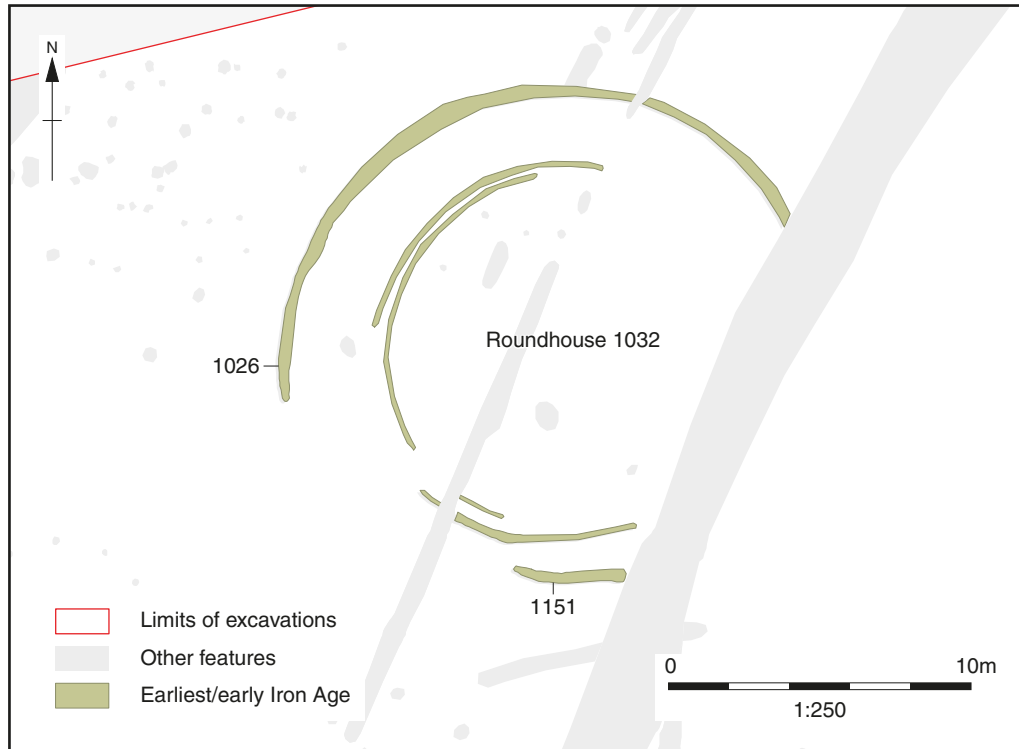 N
Roundhouse 1032
1026
1151
Limits of excavations
Other features
Earliest/early Iron Age
0 10m
1:250